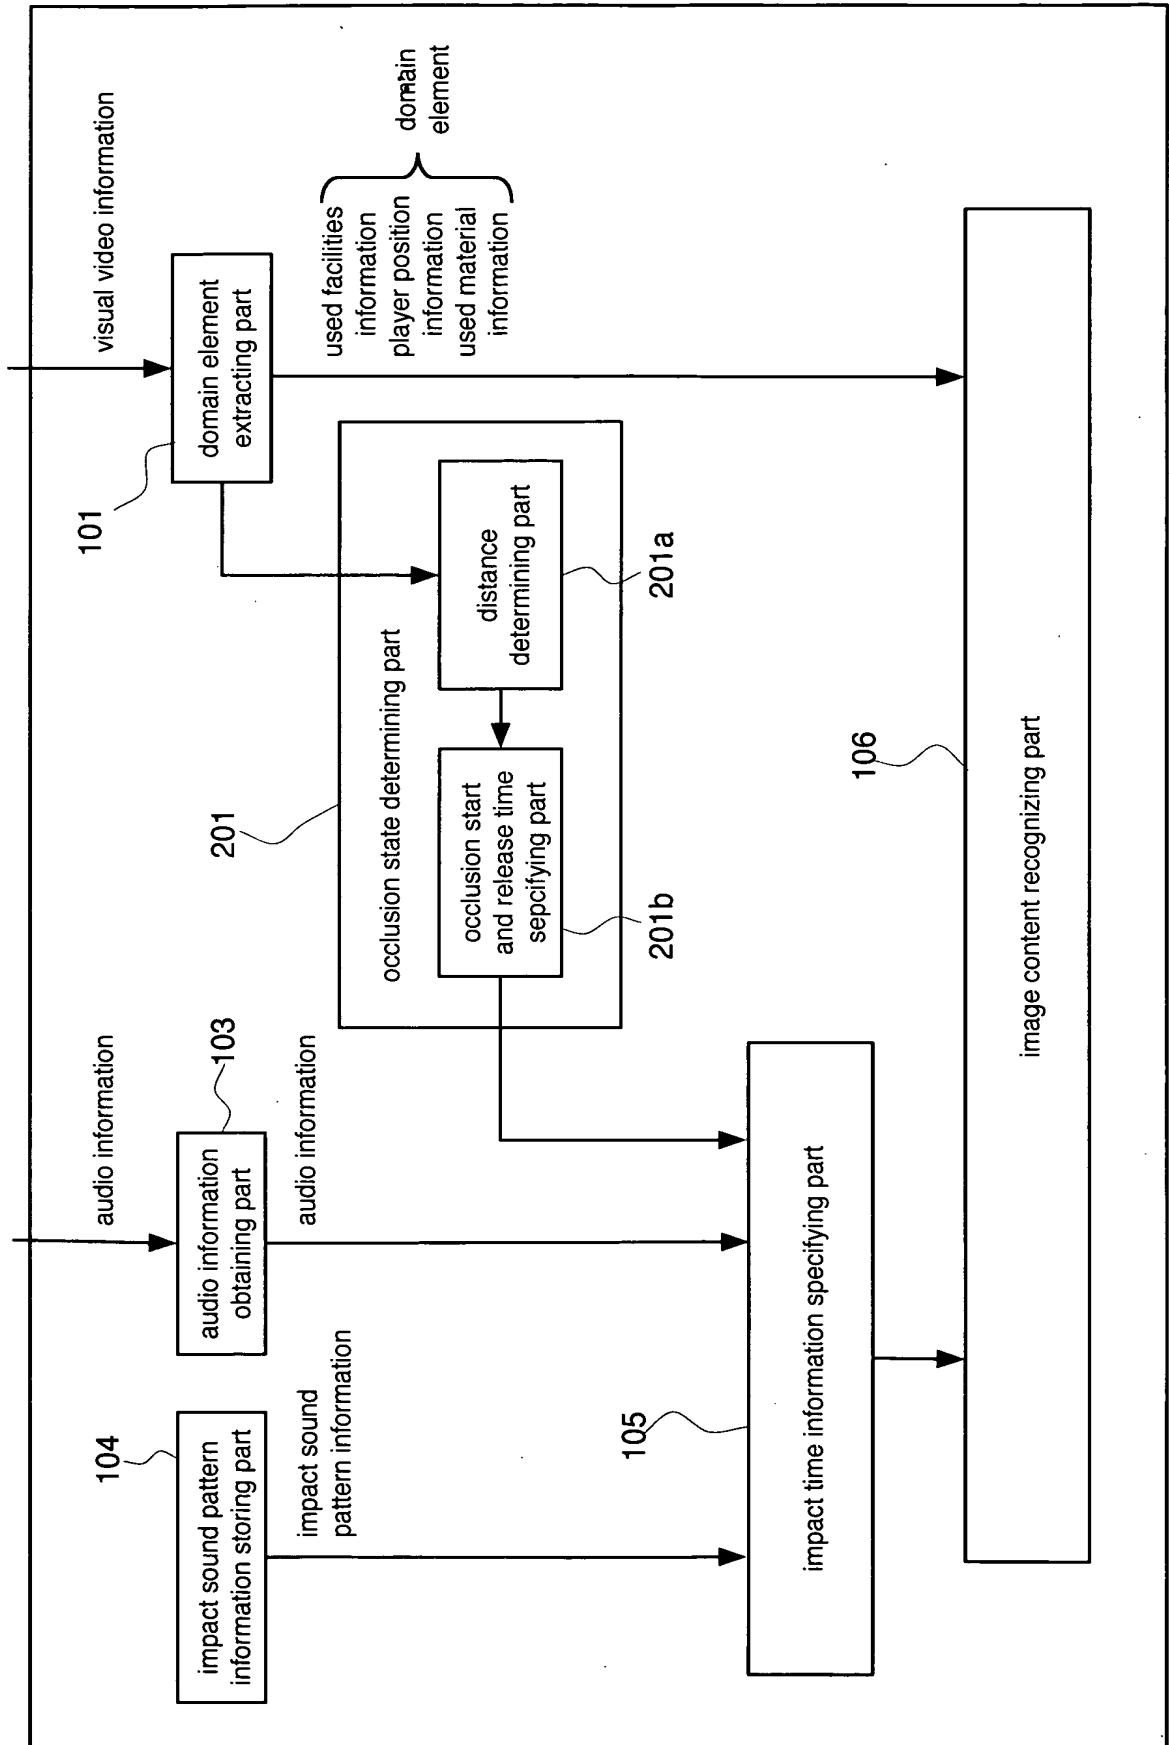 visual video information
101
domain element
extracting part
used facilities
information
player position
information
used material
information
domain
element
201
occlusion state determining part
distance
determining part
201a
occlusion start
and release time
sepcifying part
201b
audio information
103
audio information
obtaining part
audio information
104
impact sound pattern
information storing part
impact sound
pattern information
105
impact time information specifying part
106
image content recognizing part